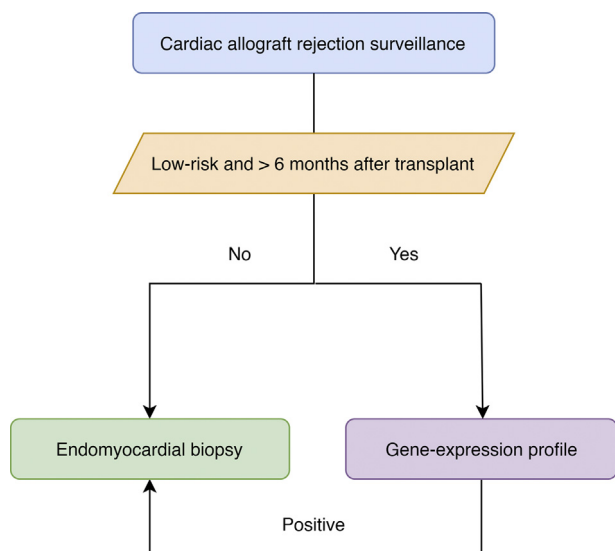 Cardiac allograft rejection surveillance
Low-risk and > 6 months after transplant
No
Yes
Endomyocardial biopsy
Gene-expression profile
Positive